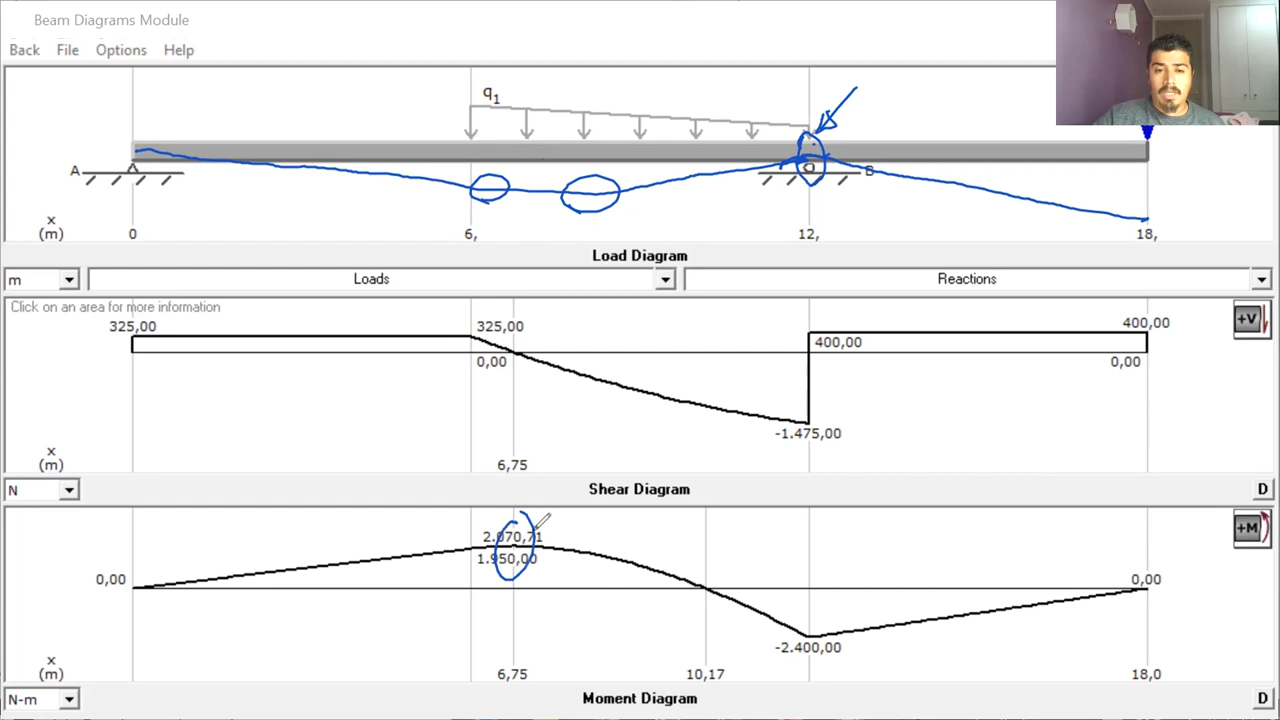 Beam Diagrams Module
Back File Options Help
q1
A B
x
(m)
0 6, 12, 18,
Load Diagram
m Loads Reactions
Click on an area for more information
325,00 325,00 400,00 400,00
0,00 0,00
-1.475,00
+V
x
(m)
6,75
N Shear Diagram D
2.070,71
1.950,00
0,00 0,00
-2.400,00
+M
x
(m)
6,75 10,17 18,0
N-m Moment Diagram D